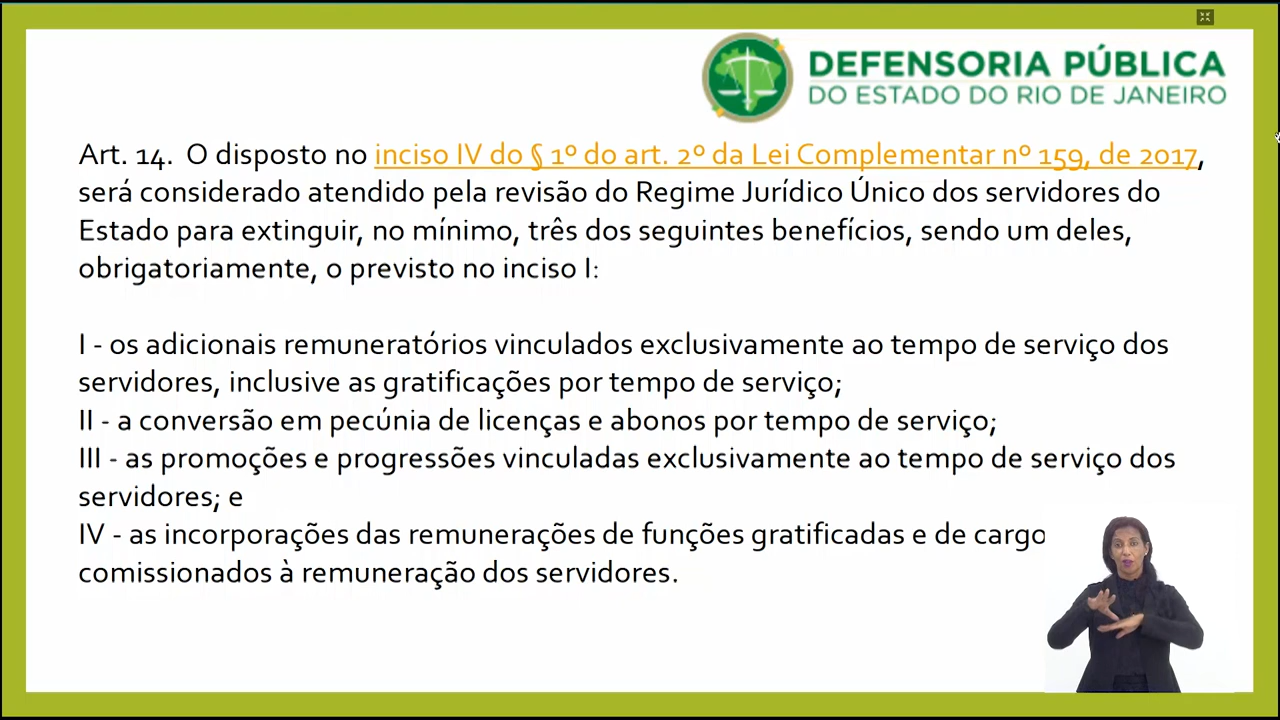 DEFENSORIA PÚBLICA
DO ESTADO DO RIO DE JANEIRO
Art. 14. O disposto no inciso IV do § 1º do art. 2º da Lei Complementar nº 159, de 2017,
será considerado atendido pela revisão do Regime Jurídico Único dos servidores do
Estado para extinguir, no mínimo, três dos seguintes benefícios, sendo um deles,
obrigatoriamente, o previsto no inciso I:
I - os adicionais remuneratórios vinculados exclusivamente ao tempo de serviço dos
servidores, inclusive as gratificações por tempo de serviço;
II - a conversão em pecúnia de licenças e abonos por tempo de serviço;
III - as promoções e progressões vinculadas exclusivamente ao tempo de serviço dos
servidores; e
IV - as incorporações das remunerações de funções gratificadas e de cargo
comissionados à remuneração dos servidores.